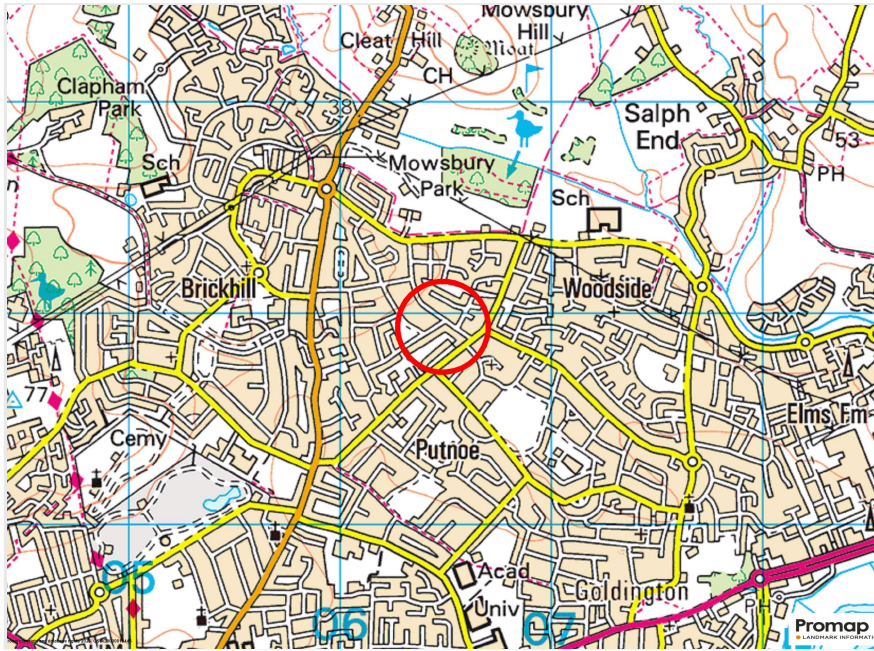 Mowsbury
Hill
Cleat Hill
Moat
CH
Clapham
Park
38
Salph
End
53
Sch
Mowsbury
Park
PH
Sch
Brickhill
Woodside
77
Elms Fm
Cemy
Putnoe
Acad
05
Goldington
Univ
06
07
PH
Promap
LANDMARK INFORMATI